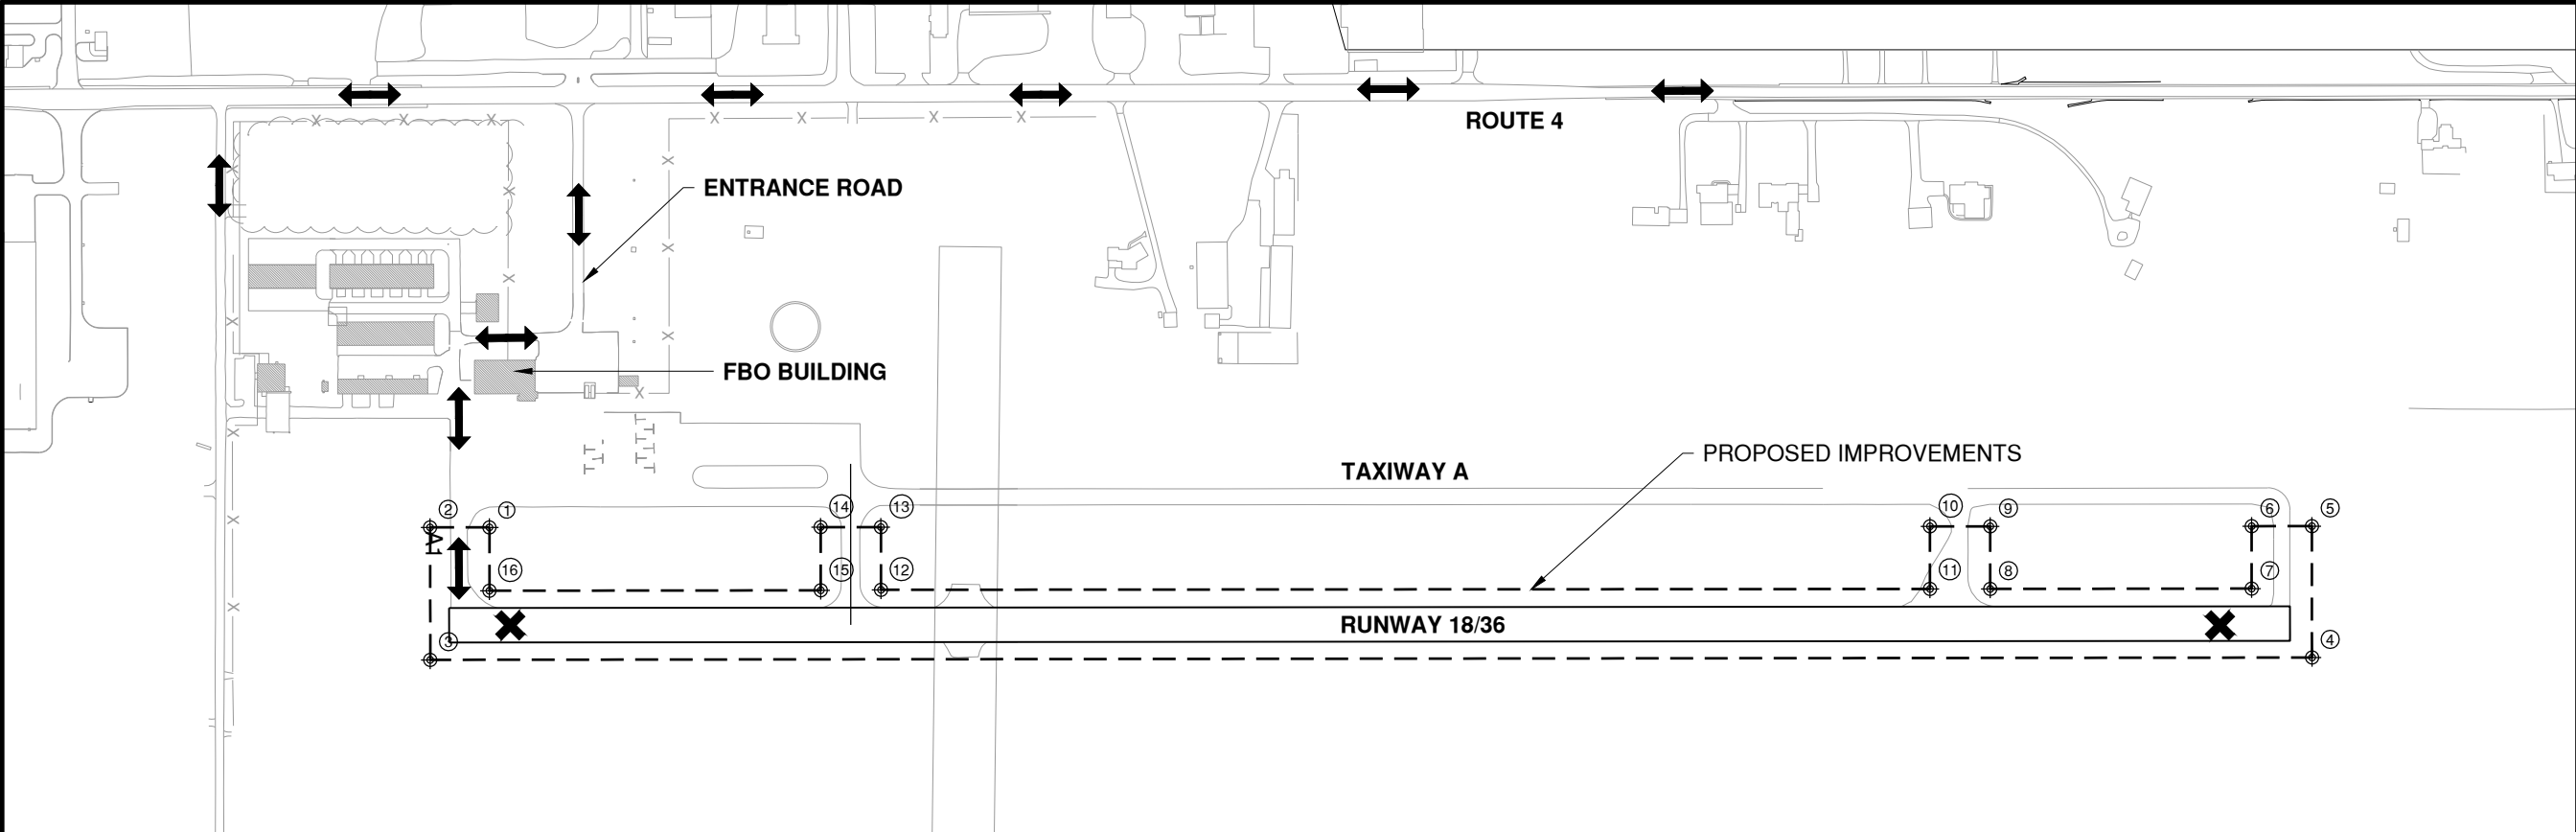 ROUTE 4
ENTRANCE ROAD
FBO BUILDING
PROPOSED IMPROVEMENTS
TAXIWAY A
2
1
14
13
10
9
6
5
A1
16
15
12
11
8
7
RUNWAY 18/36
3
4